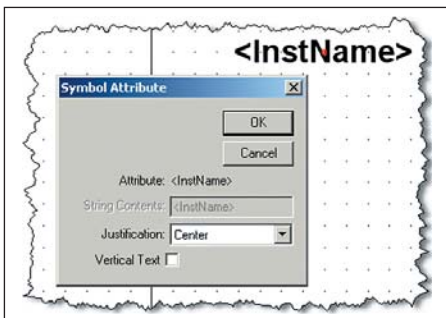 <InstName>
Symbol Attribute
OK
Cancel
Attribute: <InstName>
String Contents: <InstName>
Justification: Center
Vertical Text